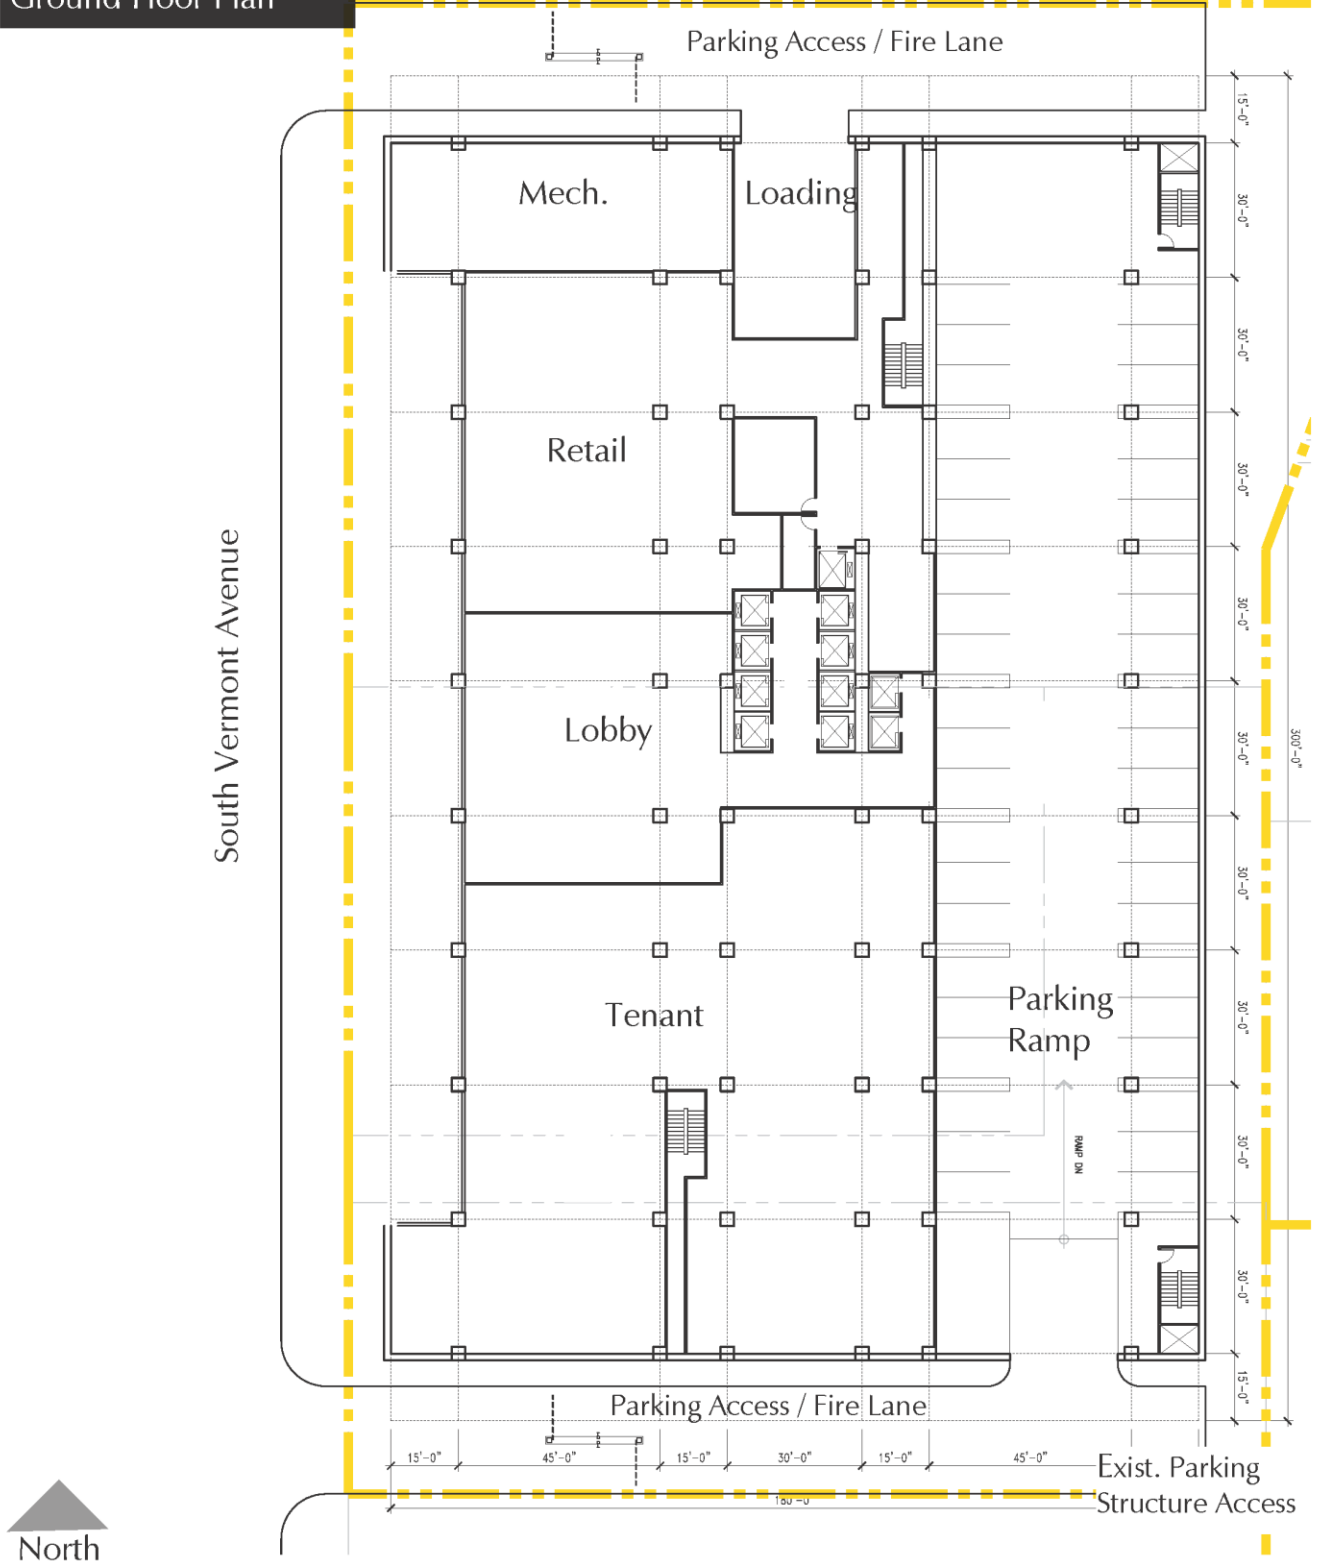 Ground Floor Plan
Parking Access / Fire Lane
15'-0"
Mech.
Loading
30'-0"
30'-0"
Retail
30'-0"
South Vermont Avenue
30'-0"
Lobby
30'-0"
300'-0"
30'-0"
Parking
Ramp
Tenant
30'-0"
RAMP DN
30'-0"
30'-0"
15'-0"
Parking Access / Fire Lane
15'-0"
45'-0"
15'-0"
30'-0"
15'-0"
45'-0"
Exist. Parking
Structure Access
180'-0"
North